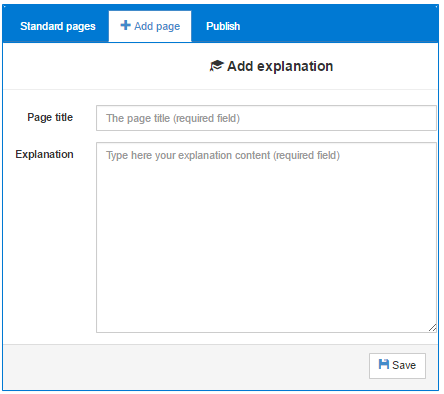 Standard pages Add page Publish
Add explanation
Page title The page title (required field)
Explanation Type here your explanation content (required field)
Save